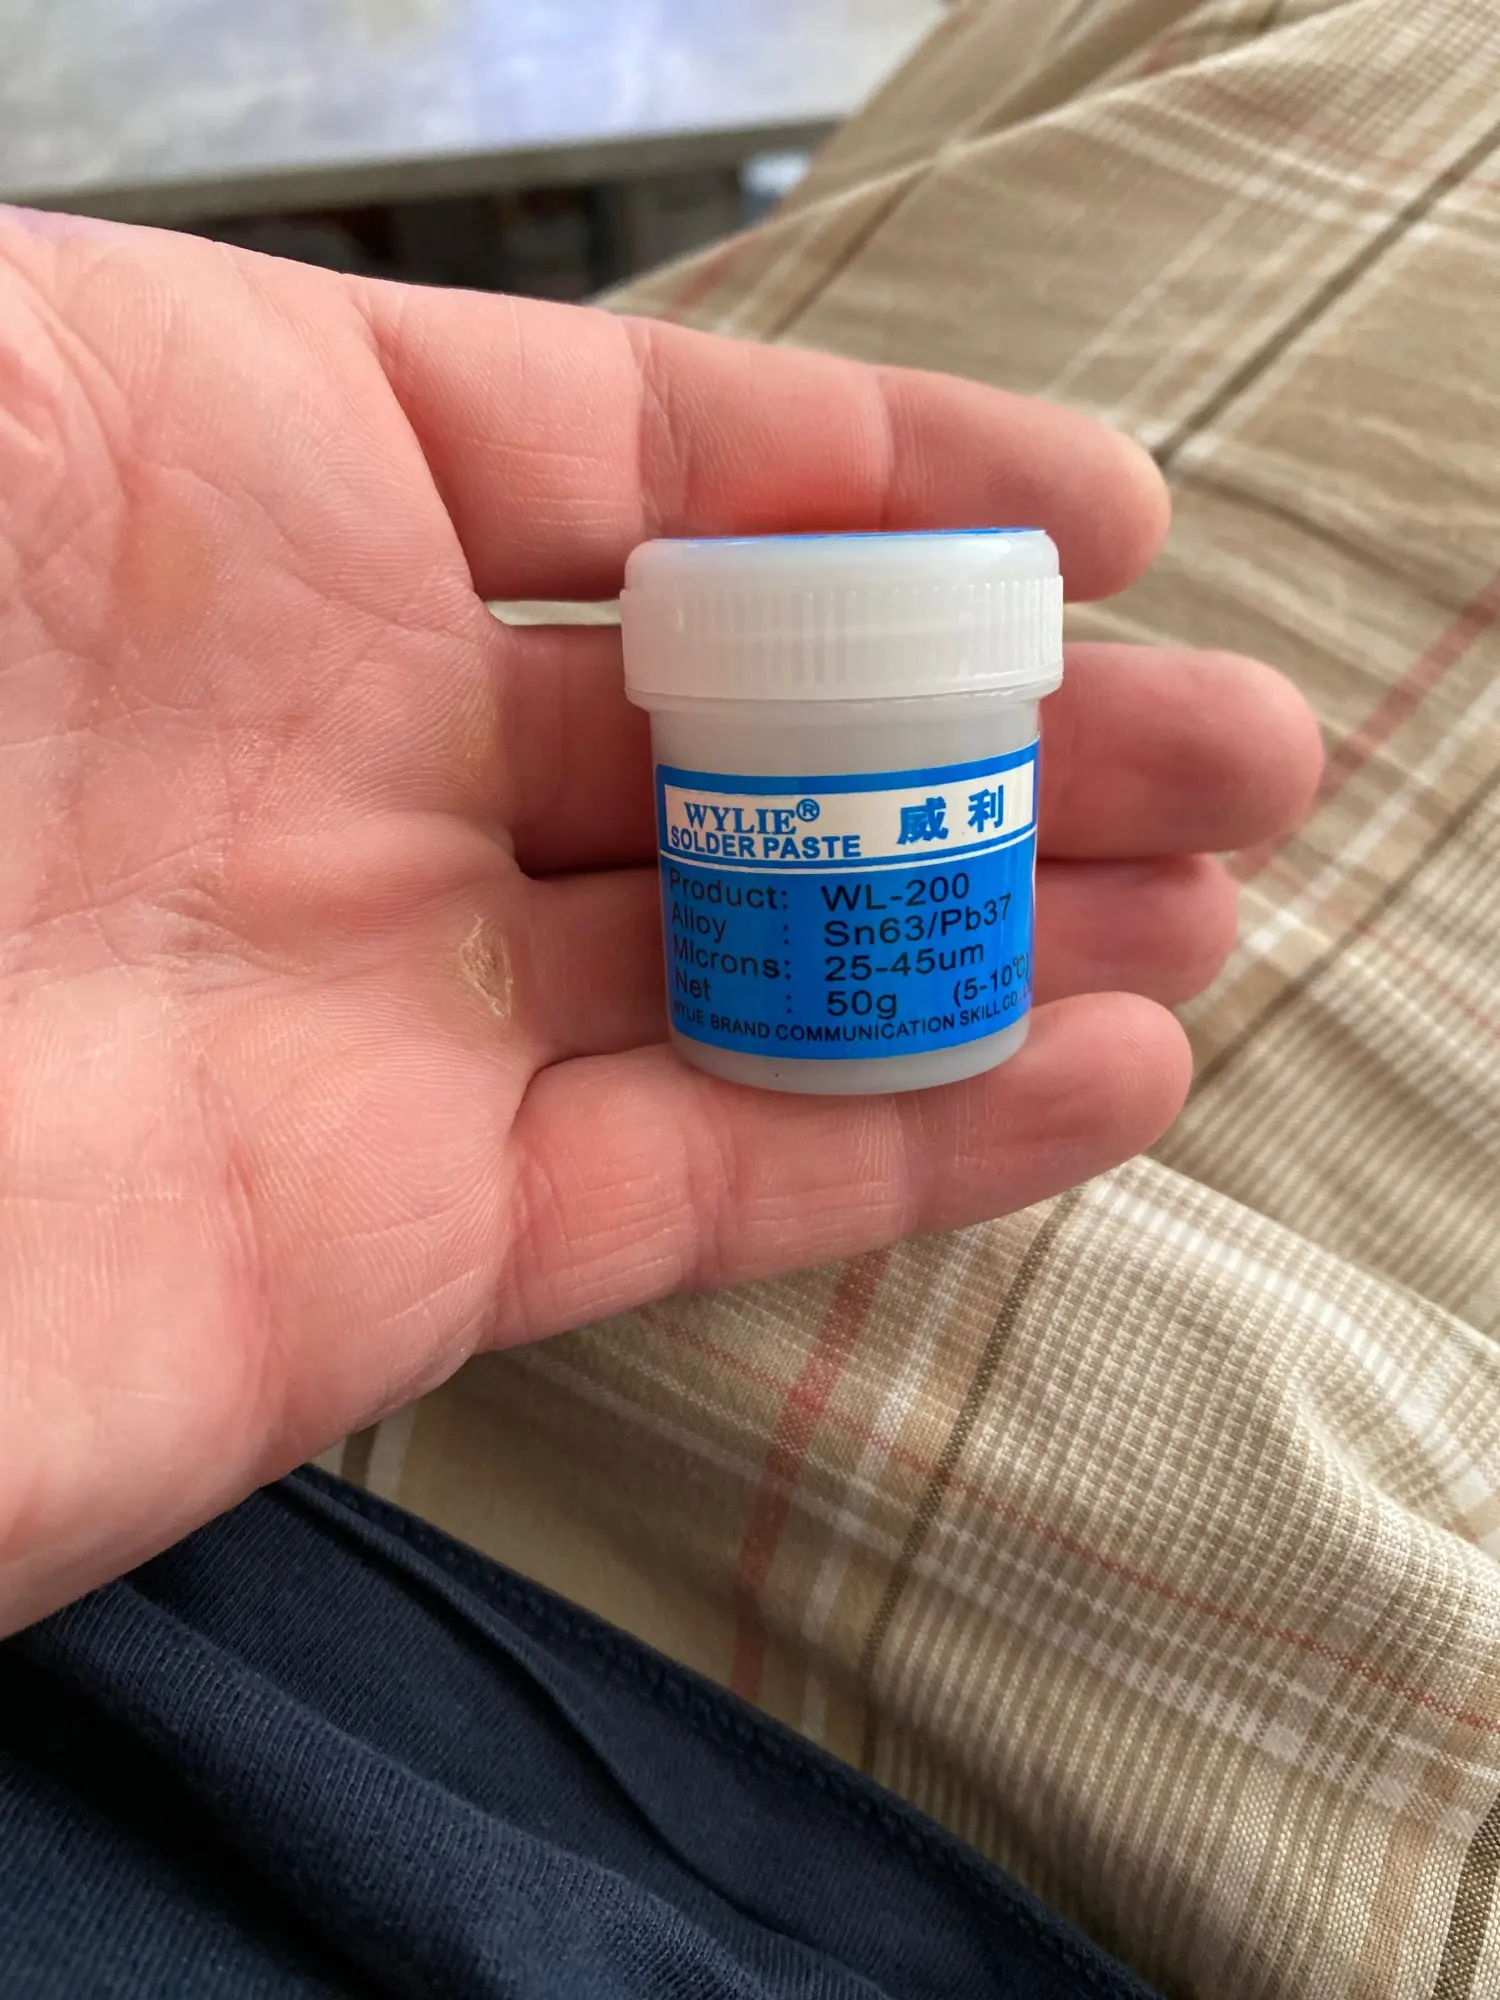 WYLIE® 威利
SOLDER PASTE
Product: WL-200
Alloy : Sn63/Pb37
Microns: 25-45um
Net : 50g (5-10℃)
WYLIE BRAND COMMUNICATION SKILL CO